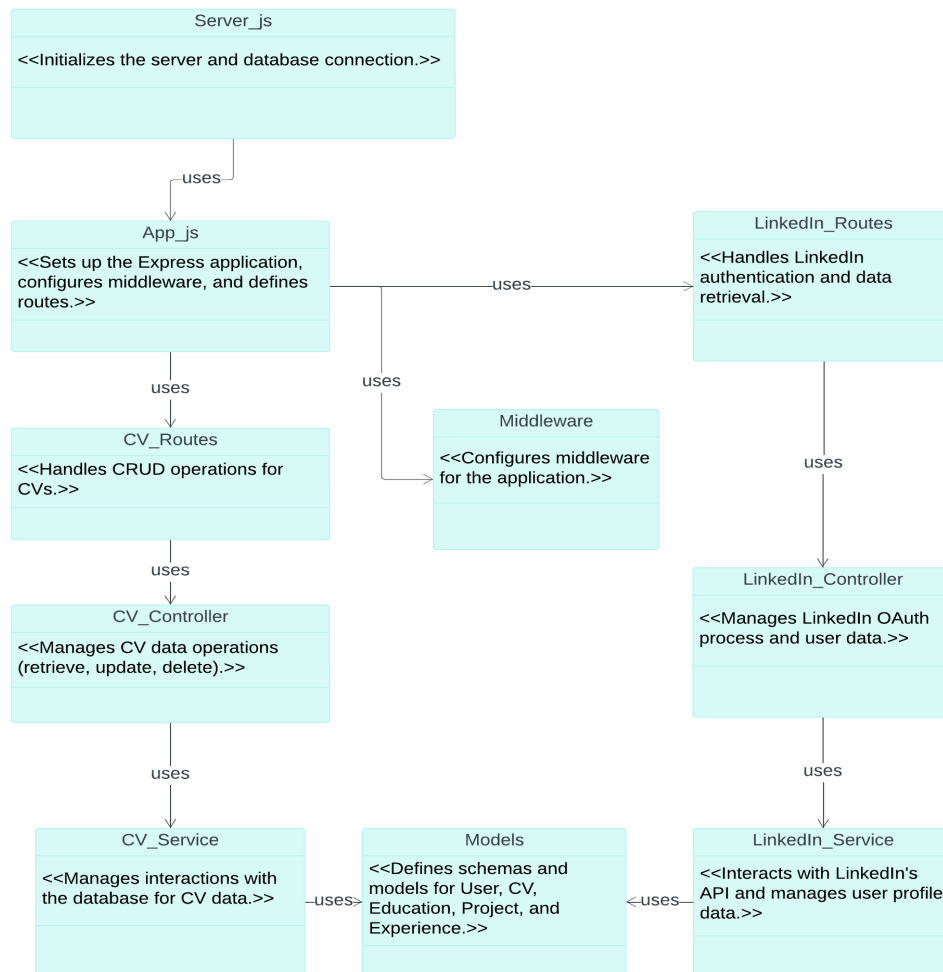 Server_js
<<Initializes the server and database connection.>>
uses
App_js
<<Sets up the Express application,
configures middleware, and defines
routes.>>
uses
LinkedIn_Routes
<<Handles LinkedIn
authentication and data
retrieval.>>
uses
uses
Middleware
<<Configures middleware
for the application.>>
CV_Routes
<<Handles CRUD operations for
CVs.>>
uses
uses
CV_Controller
<<Manages CV data operations
(retrieve, update, delete).>>
LinkedIn_Controller
<<Manages LinkedIn OAuth
process and user data.>>
uses
uses
CV_Service
<<Manages interactions with
the database for CV data.>>
uses
Models
<<Defines schemas and
models for User, CV,
Education, Project, and
Experience.>>
uses
LinkedIn_Service
<<Interacts with LinkedIn's
API and manages user profile
data.>>